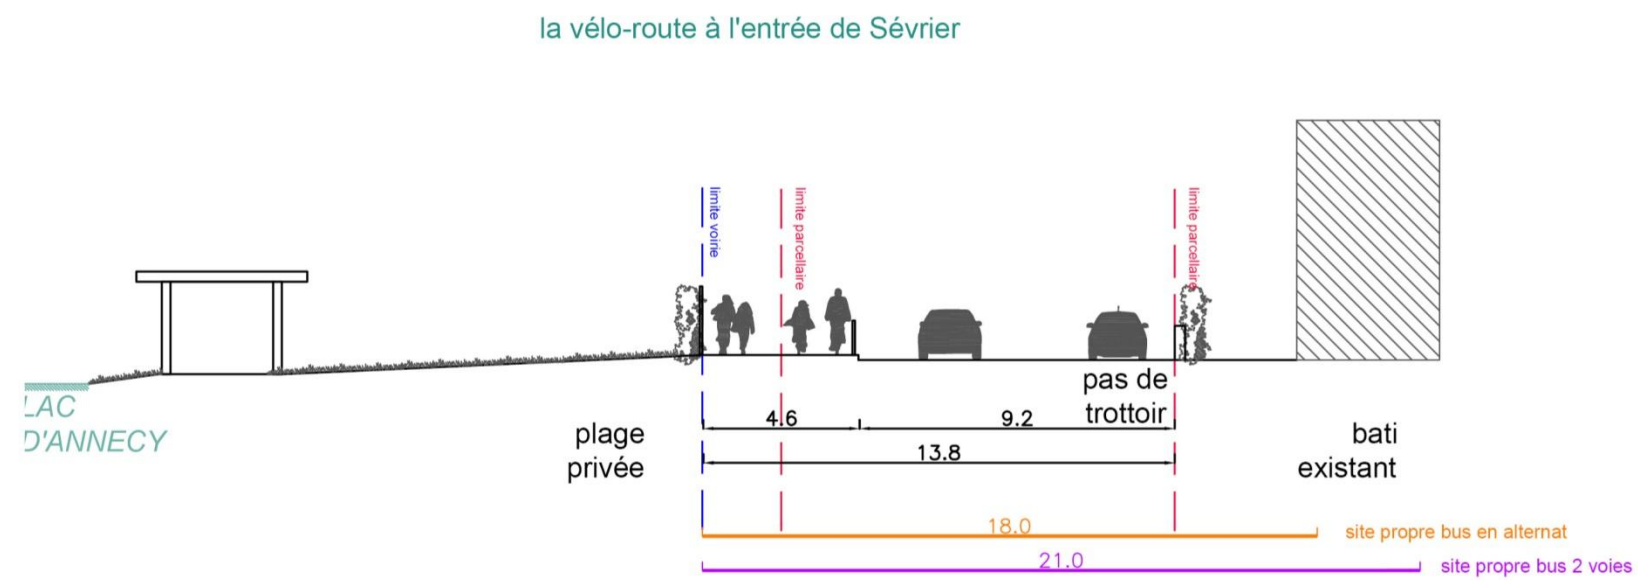 la vélo-route à l'entrée de Sévrier
limite voirie
limite parcellaire
limite parcellaire
LAC
D'ANNECY
plage
privée
pas de
trottoir
bati
existant
4.6
9.2
13.8
18.0
site propre bus en alternat
21.0
site propre bus 2 voies